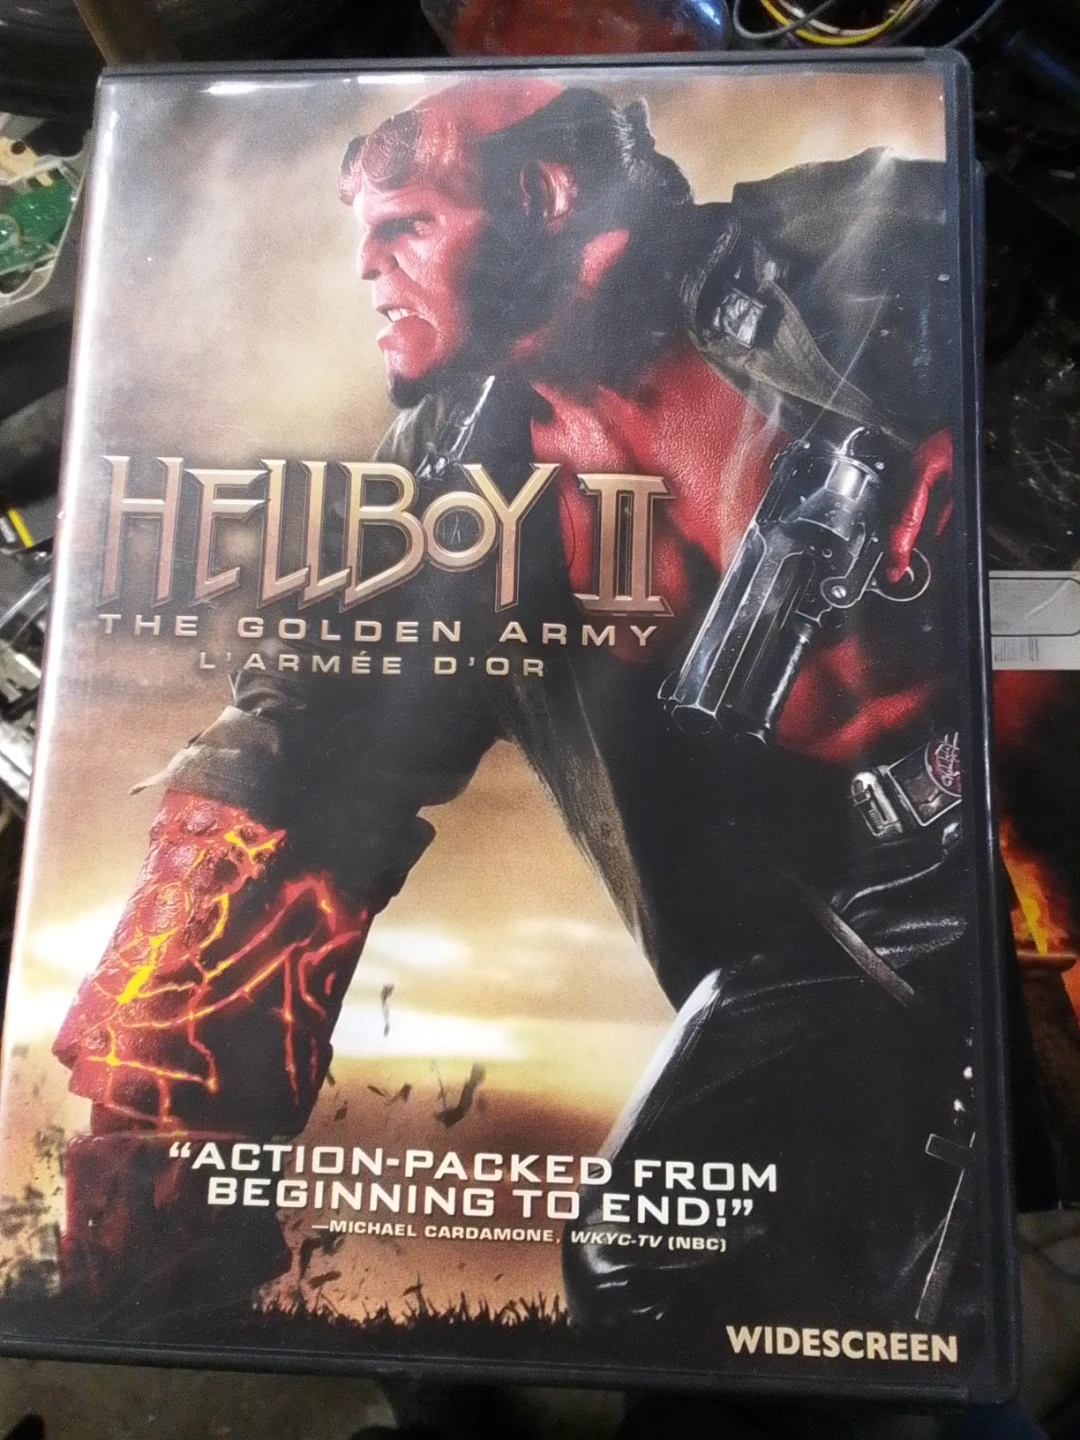 HELLBOY II
THE GOLDEN ARMY
L'ARMÉE D'OR
“ACTION-PACKED FROM
BEGINNING TO END!”
—MICHAEL CARDAMONE, WKYC-TV (NBC)
WIDESCREEN